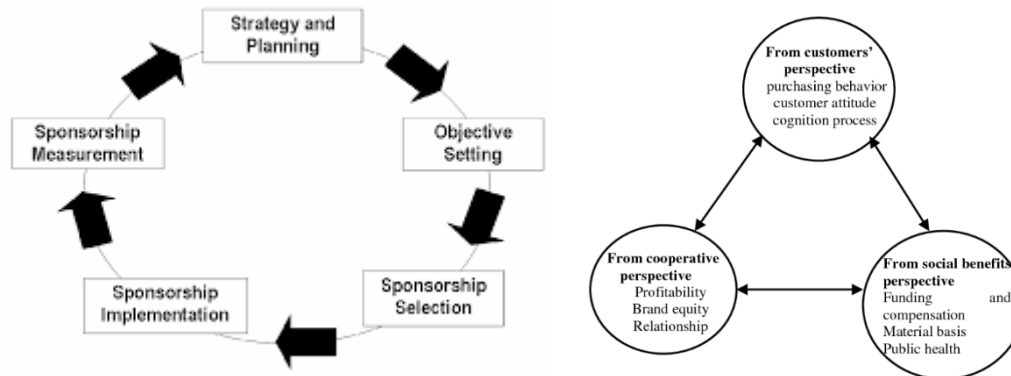 Strategy and
Planning
Objective
Setting
Sponsorship
Selection
Sponsorship
Implementation
Sponsorship
Measurement
From customers'
perspective
purchasing behavior
customer attitude
cognition process
From cooperative
perspective
Profitability
Brand equity
Relationship
From social benefits
perspective
Funding and
compensation
Material basis
Public health